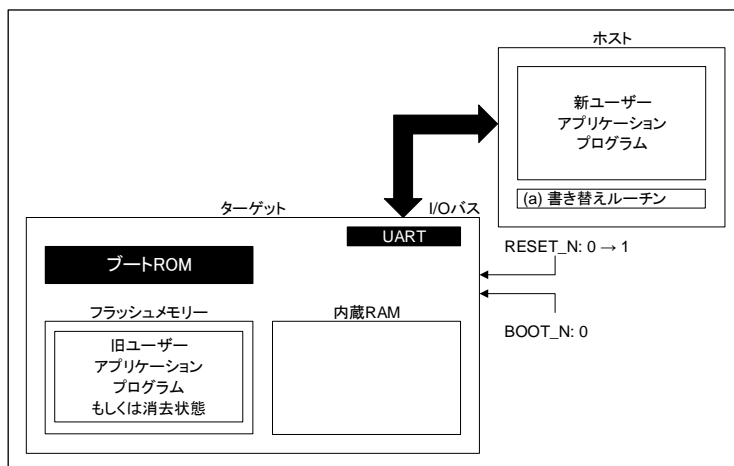 ホスト
新ユーザー
アプリケーション
プログラム
(a) 書き替えルーチン
ターゲット
I/Oバス
UART
ブートROM
RESET_N: 0 → 1
BOOT_N: 0
フラッシュメモリー
内蔵RAM
旧ユーザー
アプリケーション
プログラム
もしくは消去状態